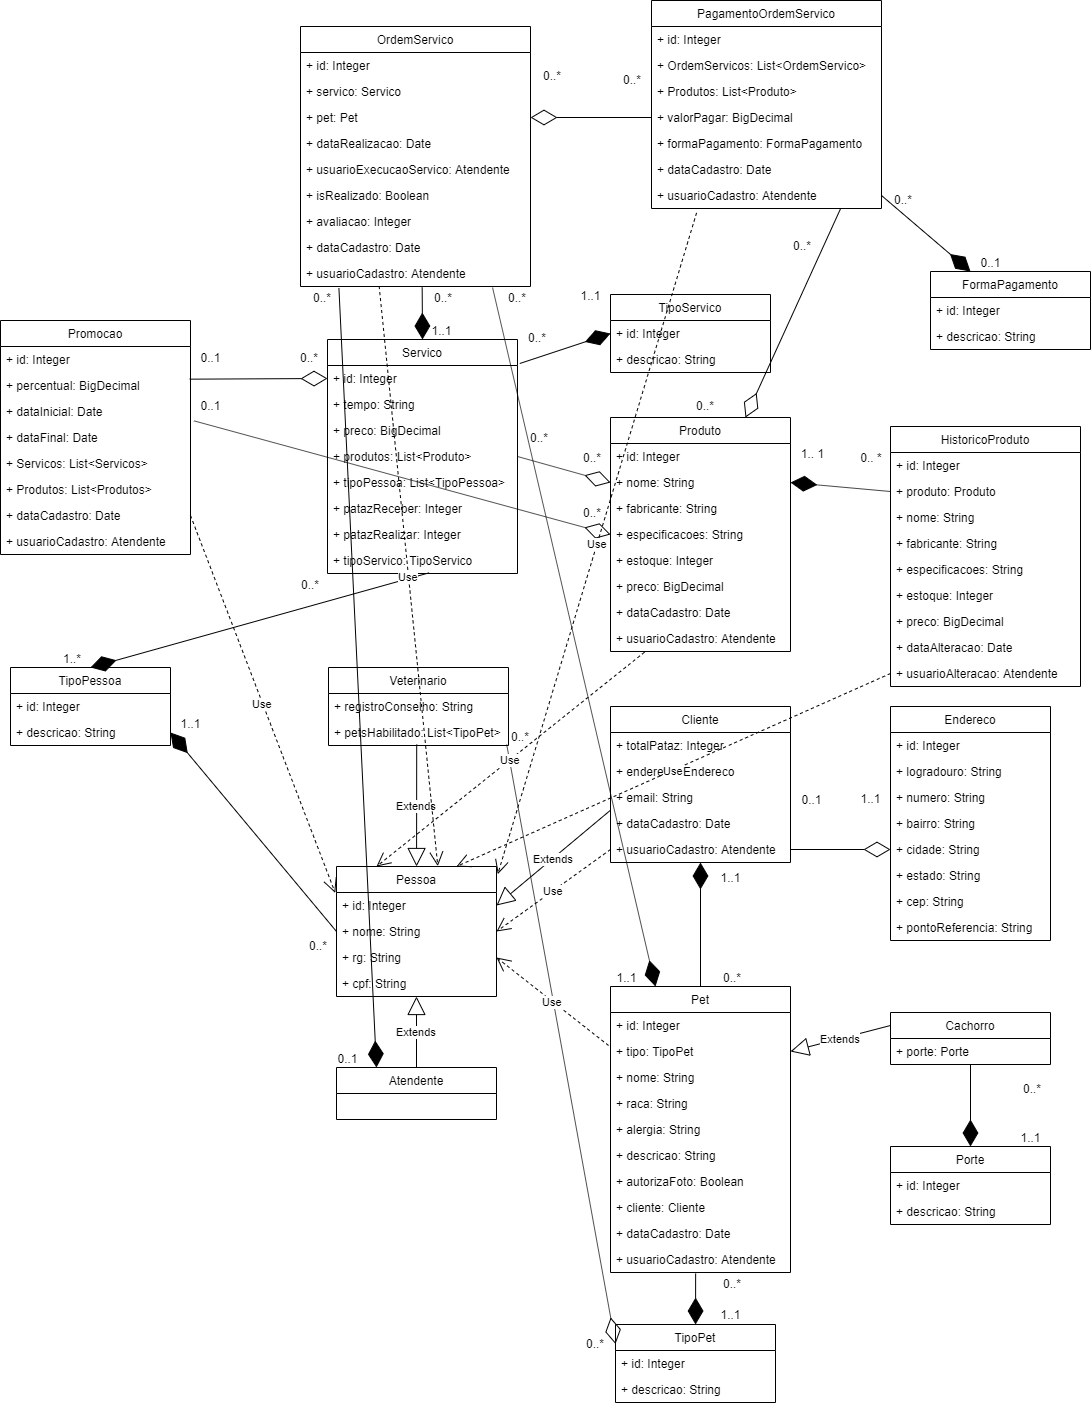 PagamentoOrdemServico
+ id: Integer
+ OrdemServicos: List<OrdemServico>
+ Produtos: List<Produto>
+ valorPagar: BigDecimal
+ formaPagamento: FormaPagamento
+ dataCadastro: Date
+ usuarioCadastro: Atendente
OrdemServico
+ id: Integer
+ servico: Servico
+ pet: Pet
+ dataRealizacao: Date
+ usuarioExecucaoServico: Atendente
+ isRealizado: Boolean
+ avaliacao: Integer
+ dataCadastro: Date
+ usuarioCadastro: Atendente
0..*
0..*
0..*
0..1
0..*
FormaPagamento
+ id: Integer
+ descricao: String
0..*
0..*
0..*
1..1
1..1
TipoServico
+ id: Integer
+ descricao: String
0..*
Promocao
+ id: Integer
+ percentual: BigDecimal
+ dataInicial: Date
+ dataFinal: Date
+ Servicos: List<Servicos>
+ Produtos: List<Produtos>
+ dataCadastro: Date
+ usuarioCadastro: Atendente
0..1
0..*
0..1
Servico
+ id: Integer
+ tempo: String
+ preco: BigDecimal
+ produtos: List<Produto>
+ tipoPessoa: List<TipoPessoa>
+ patazReceber: Integer
+ patazRealizar: Integer
+ tipoServico: TipoServico
0..*
0..*
0..*
0..*
Produto
+ id: Integer
+ nome: String
+ fabricante: String
+ especificacoes: String
+ estoque: Integer
+ preco: BigDecimal
+ dataCadastro: Date
+ usuarioCadastro: Atendente
1.. 1
0.. *
HistoricoProduto
+ id: Integer
+ produto: Produto
+ nome: String
+ fabricante: String
+ especificacoes: String
+ estoque: Integer
+ preco: BigDecimal
+ dataAlteracao: Date
+ usuarioAlteracao: Atendente
Use
Use
0..*
1..*
TipoPessoa
+ id: Integer
+ descricao: String
1..1
Use
Veterinario
+ registroConselho: String
+ petsHabilitado: List<TipoPet>
0..*
Use
Extends
Cliente
+ totalPataz: Integer
+ endereco: Endereco
+ email: String
+ dataCadastro: Date
+ usuarioCadastro: Atendente
Use
0..1
1..1
Endereco
+ id: Integer
+ logradouro: String
+ numero: String
+ bairro: String
+ cidade: String
+ estado: String
+ cep: String
+ pontoReferencia: String
Extends
Use
Pessoa
+ id: Integer
+ nome: String
+ rg: String
+ cpf: String
0..*
1..1
0..*
1..1
Use
Extends
0..1
Atendente
Pet
+ id: Integer
+ tipo: TipoPet
+ nome: String
+ raca: String
+ alergia: String
+ descricao: String
+ autorizaFoto: Boolean
+ cliente: Cliente
+ dataCadastro: Date
+ usuarioCadastro: Atendente
Extends
Cachorro
+ porte: Porte
0..*
1..1
Porte
+ id: Integer
+ descricao: String
0..*
1..1
0..*
TipoPet
+ id: Integer
+ descricao: String